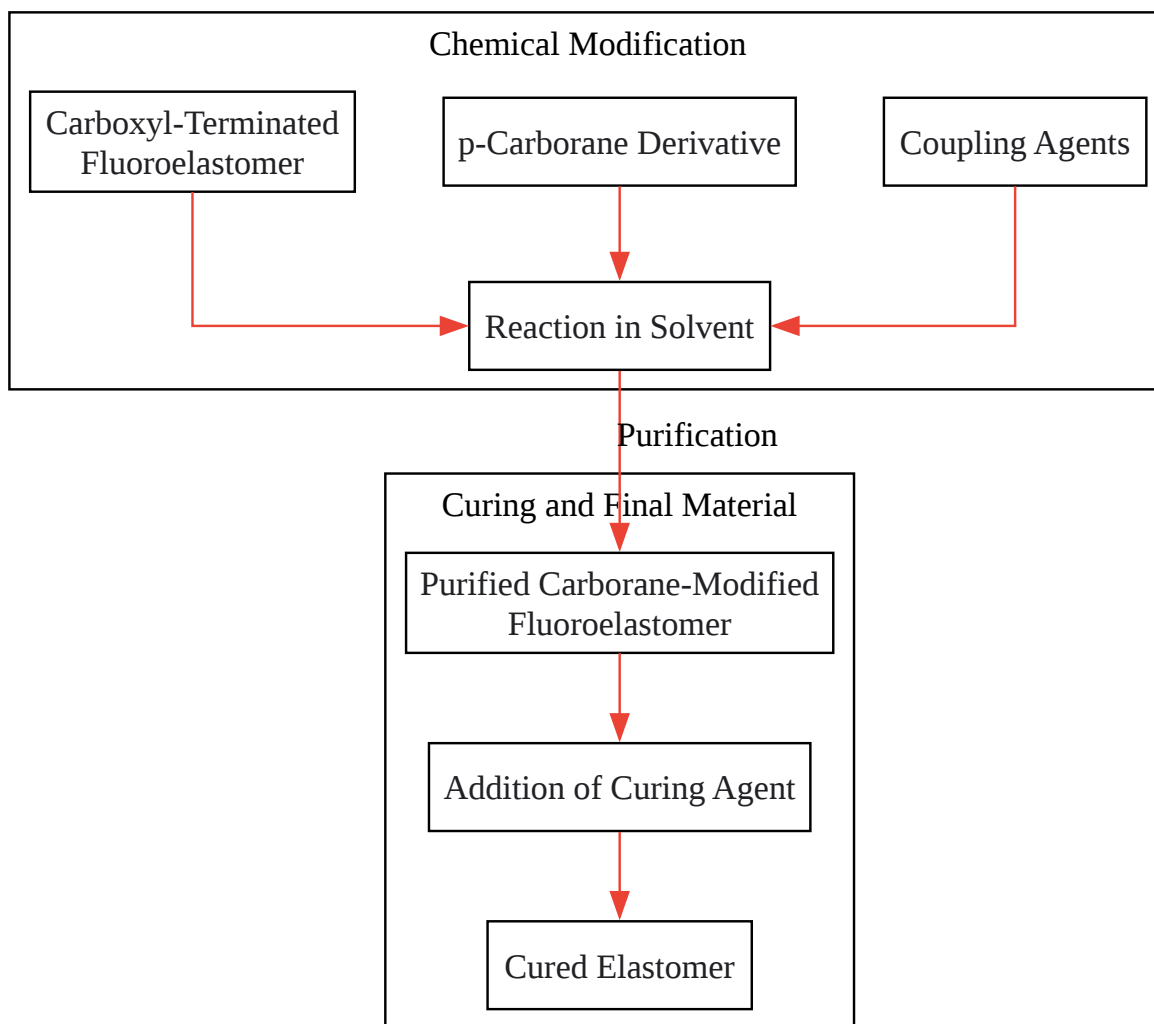 Chemical Modification
Carboxyl-Terminated
Fluoroelastomer
p-Carborane Derivative
Coupling Agents
Reaction in Solvent
Purification
Curing and Final Material
Purified Carborane-Modified
Fluoroelastomer
Addition of Curing Agent
Cured Elastomer